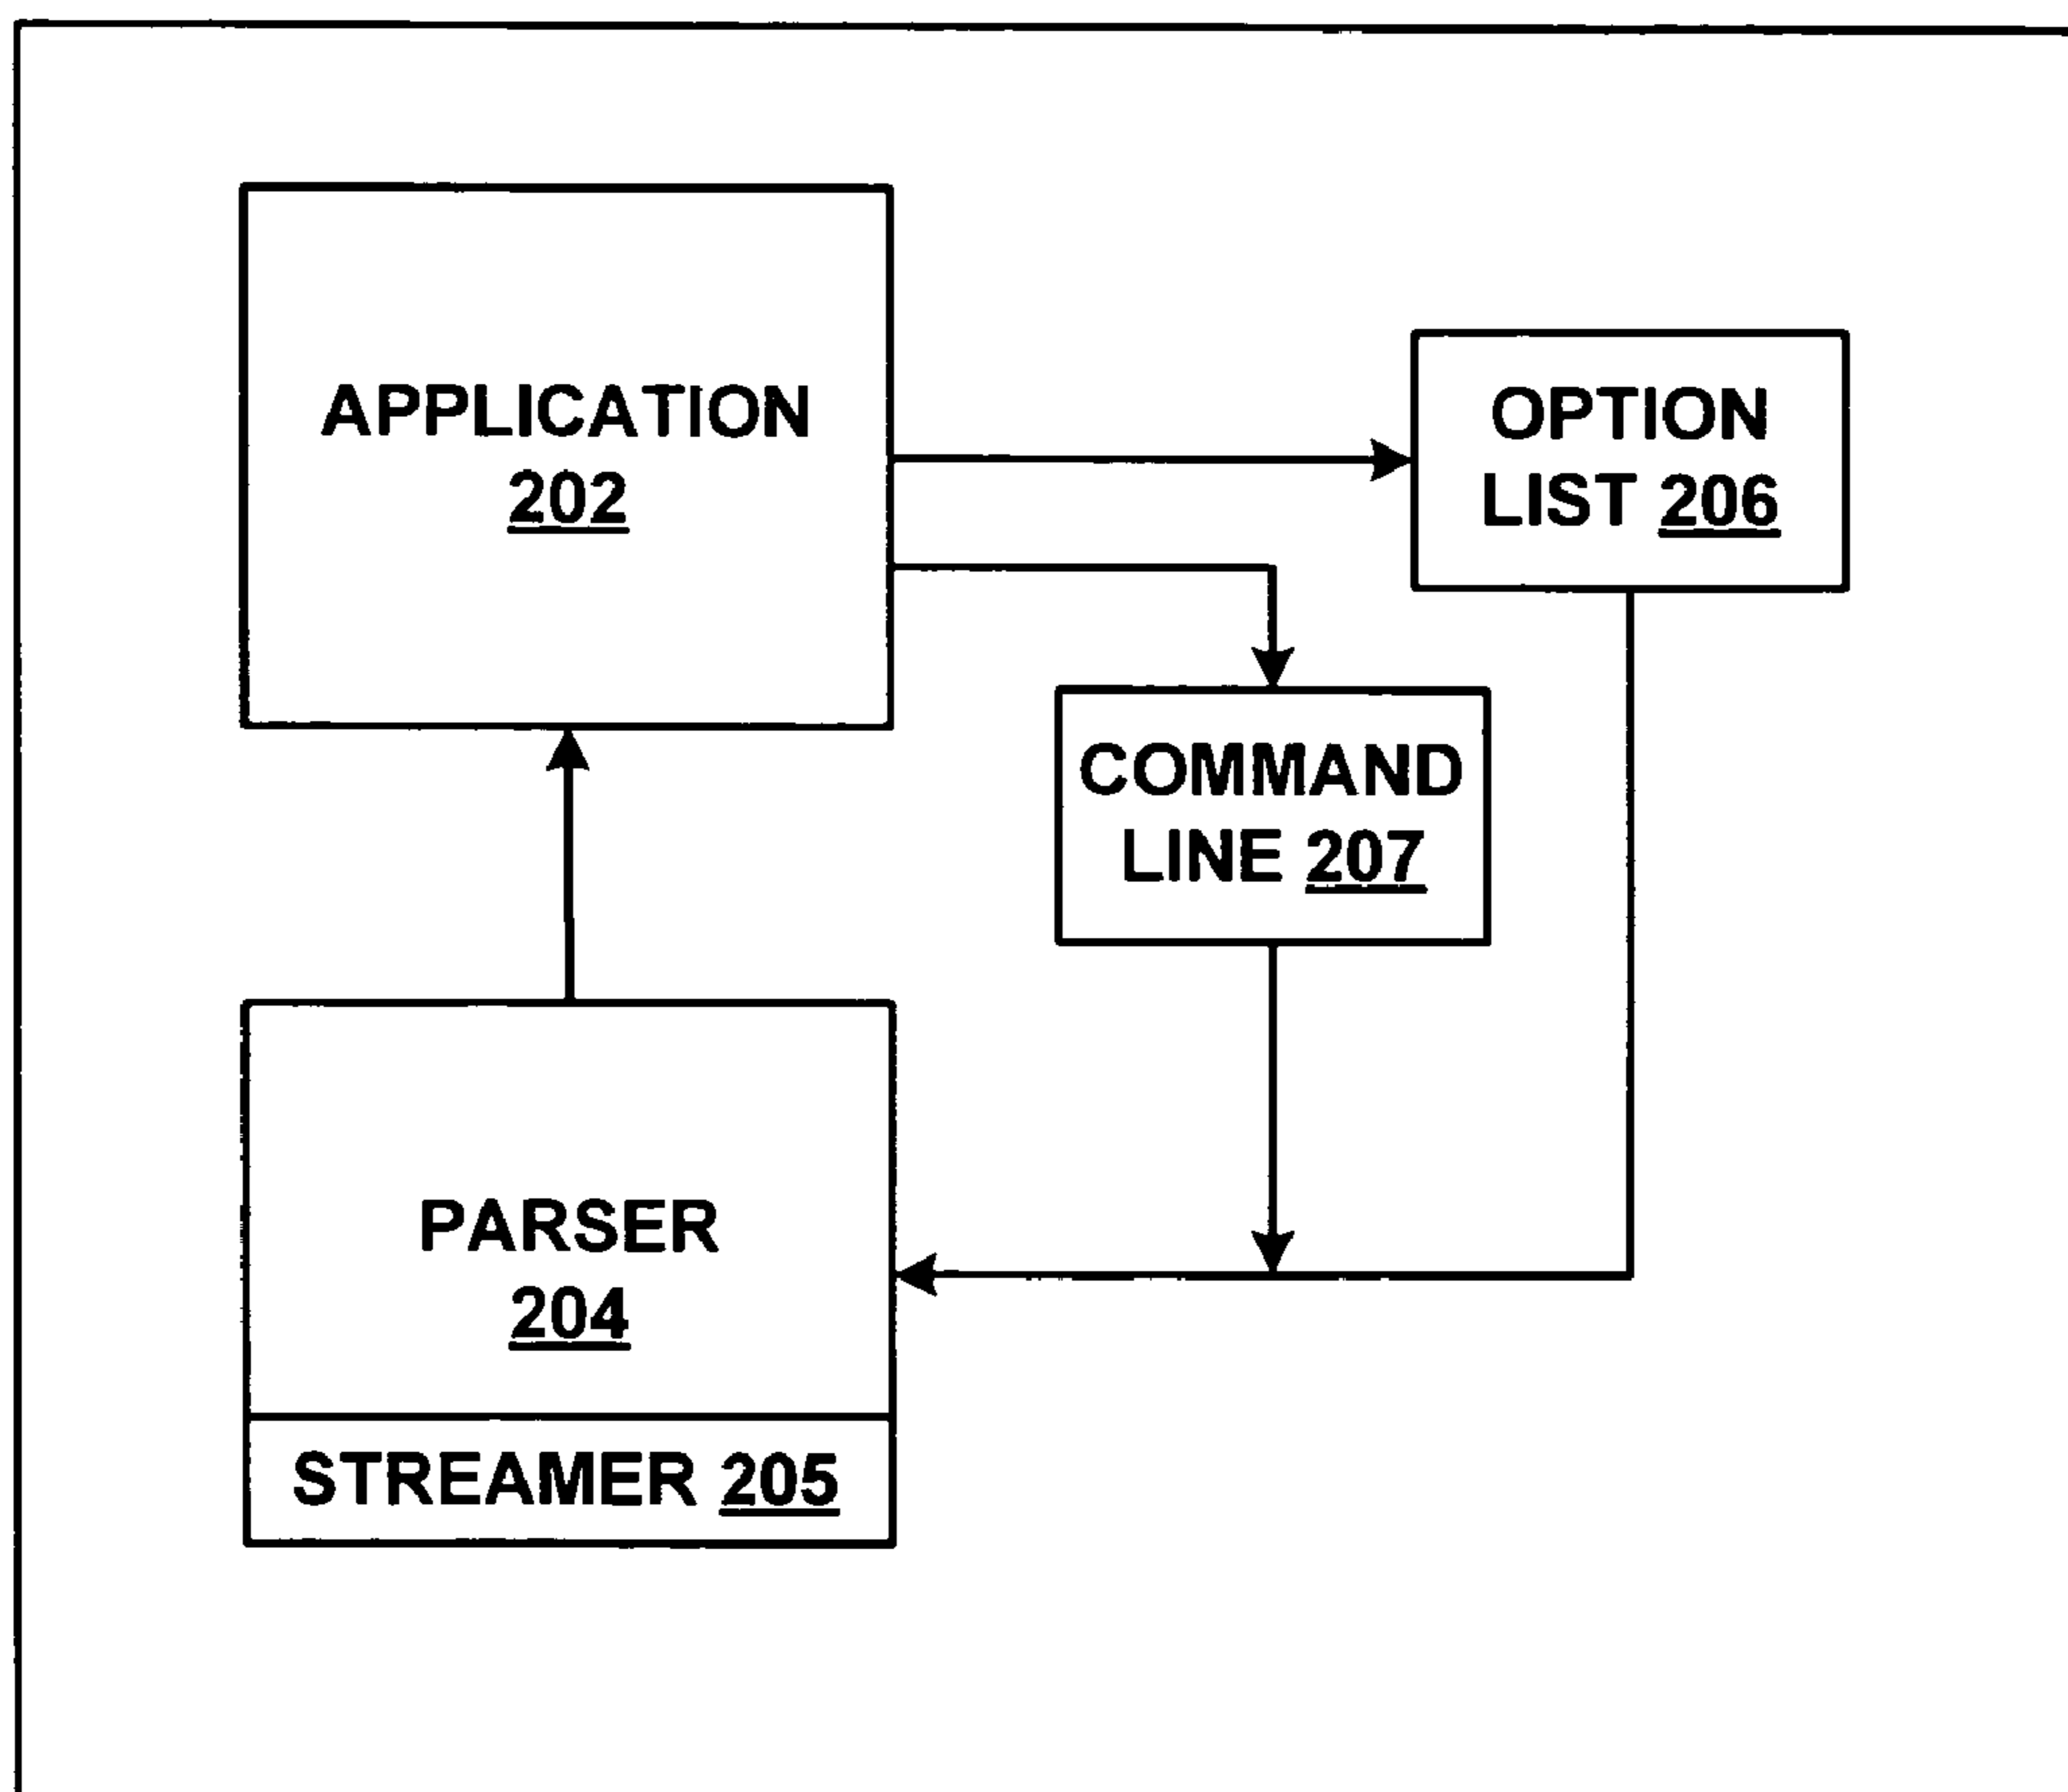 APPLICATION
202
OPTION
LIST 206
COMMAND
LINE 207
PARSER
204
STREAMER 205